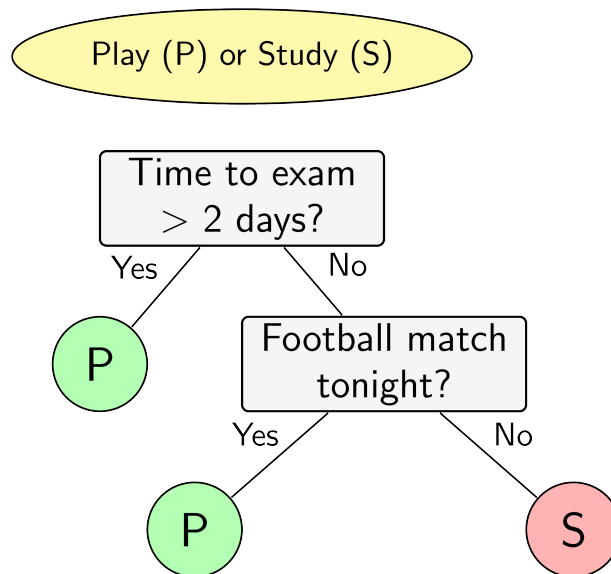 Play (P) or Study (S)
Time to exam
> 2 days?
Yes
No
P
Football match
tonight?
Yes
No
P
S